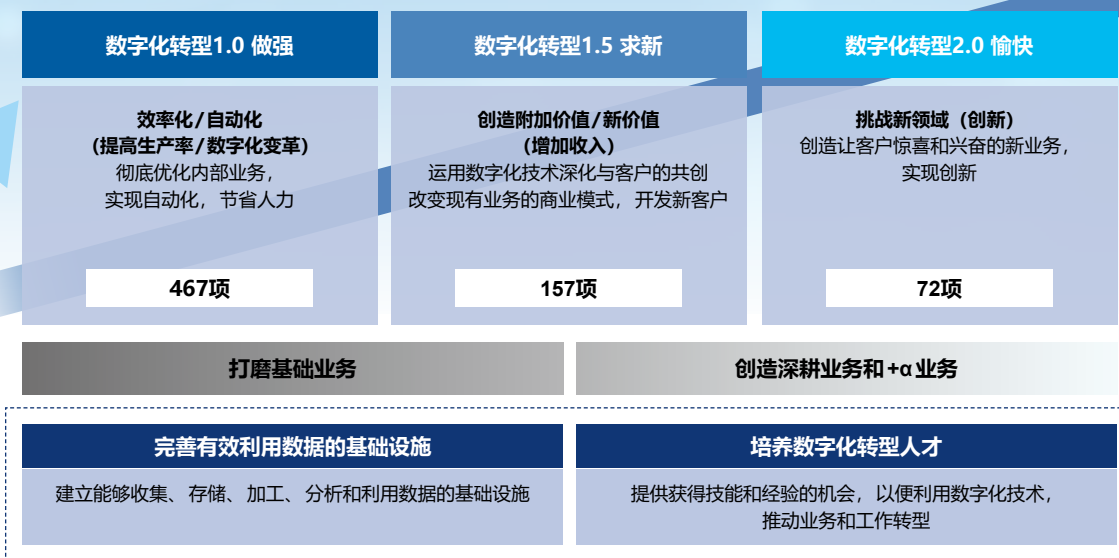 数字化转型1.0 做强
数字化转型1.5 求新
数字化转型2.0 愉快
效率化/自动化
(提高生产率/数字化变革)
彻底优化内部业务,
实现自动化, 节省人力
467项
创造附加价值/新价值
(增加收入)
运用数字化技术深化与客户的共创
改变现有业务的商业模式, 开发新客户
157项
挑战新领域 (创新)
创造让客户惊喜和兴奋的新业务,
实现创新
72项
打磨基础业务
创造深耕业务和+α业务
完善有效利用数据的基础设施
建立能够收集、存储、加工、分析和利用数据的基础设施
培养数字化转型人才
提供获得技能和经验的机会, 以便利用数字化技术,
推动业务和工作转型